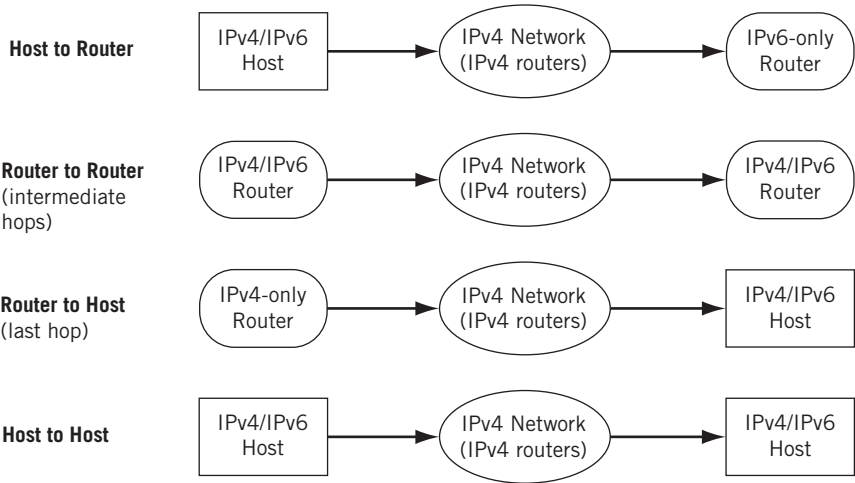 Host to Router
IPv4/IPv6
Host
IPv4 Network
(IPv4 routers)
IPv6-only
Router
Router to Router
(intermediate
hops)
IPv4/IPv6
Router
IPv4 Network
(IPv4 routers)
IPv4/IPv6
Router
Router to Host
(last hop)
IPv4-only
Router
IPv4 Network
(IPv4 routers)
IPv4/IPv6
Host
Host to Host
IPv4/IPv6
Host
IPv4 Network
(IPv4 routers)
IPv4/IPv6
Host